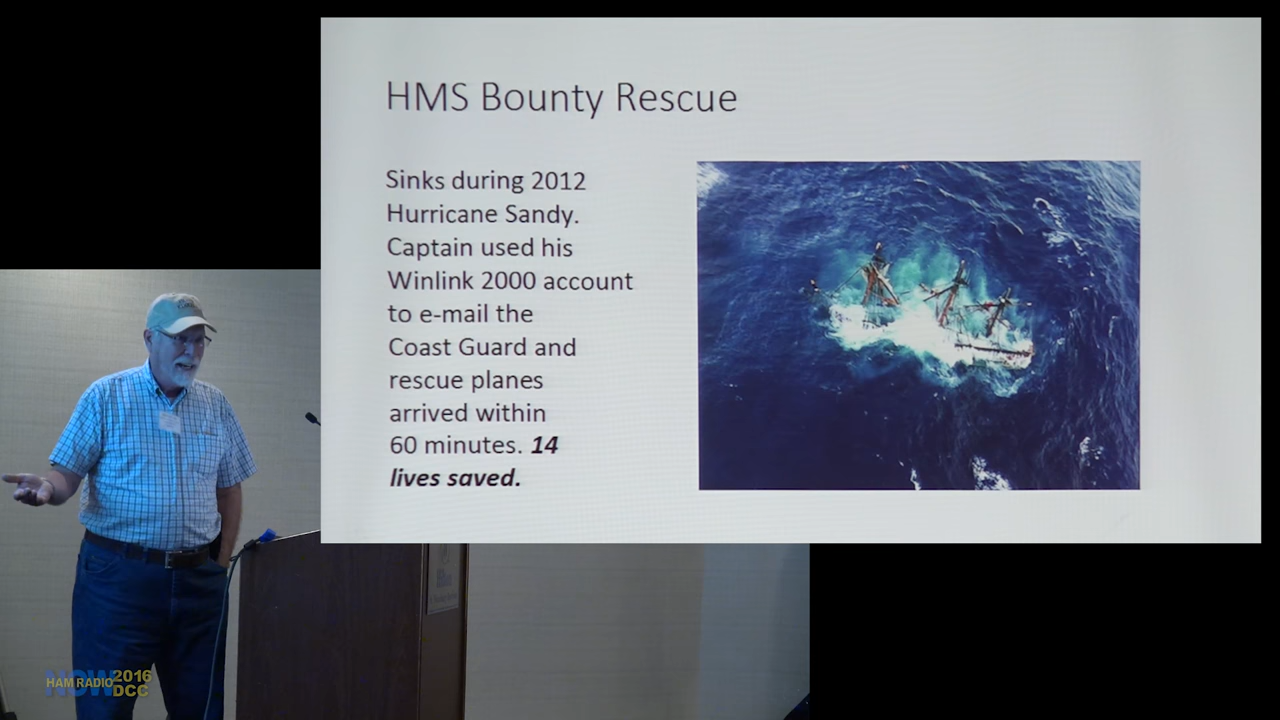 HMS Bounty Rescue
Sinks during 2012
Hurricane Sandy.
Captain used his
Winlink 2000 account
to e-mail the
Coast Guard and
rescue planes
arrived within
60 minutes. 14
lives saved.
HAM RADIO NOW 2016
DCC